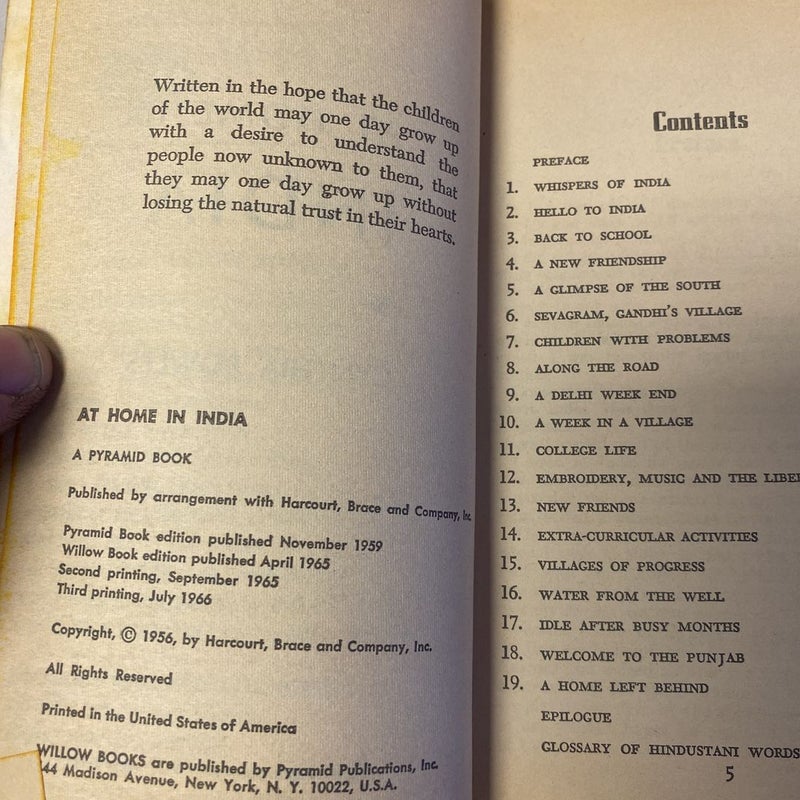 Written in the hope that the children
of the world may one day grow up
with a desire to understand the
people now unknown to them, that
they may one day grow up without
losing the natural trust in their hearts.
AT HOME IN INDIA
A PYRAMID BOOK
Published by arrangement with Harcourt, Brace and Company, Inc.
Pyramid Book edition published November 1959
Willow Book edition published April 1965
Second printing, September 1965
Third printing, July 1966
Copyright, © 1956, by Harcourt, Brace and Company, Inc.
All Rights Reserved
Printed in the United States of America
WILLOW BOOKS are published by Pyramid Publications, Inc.
444 Madison Avenue, New York, N. Y. 10022, U.S.A.
Contents
PREFACE
1. WHISPERS OF INDIA
2. HELLO TO INDIA
3. BACK TO SCHOOL
4. A NEW FRIENDSHIP
5. A GLIMPSE OF THE SOUTH
6. SEVAGRAM, GANDHI'S VILLAGE
7. CHILDREN WITH PROBLEMS
8. ALONG THE ROAD
9. A DELHI WEEK END
10. A WEEK IN A VILLAGE
11. COLLEGE LIFE
12. EMBROIDERY, MUSIC AND THE
13. NEW FRIENDS
14. EXTRA-CURRICULAR ACTIVITIES
15. VILLAGES OF PROGRESS
16. WATER FROM THE WELL
17. IDLE AFTER BUSY MONTHS
18. WELCOME TO THE PUNJAB
19. A HOME LEFT BEHIND
EPILOGUE
GLOSSARY OF HINDUSTANI WORDS
5